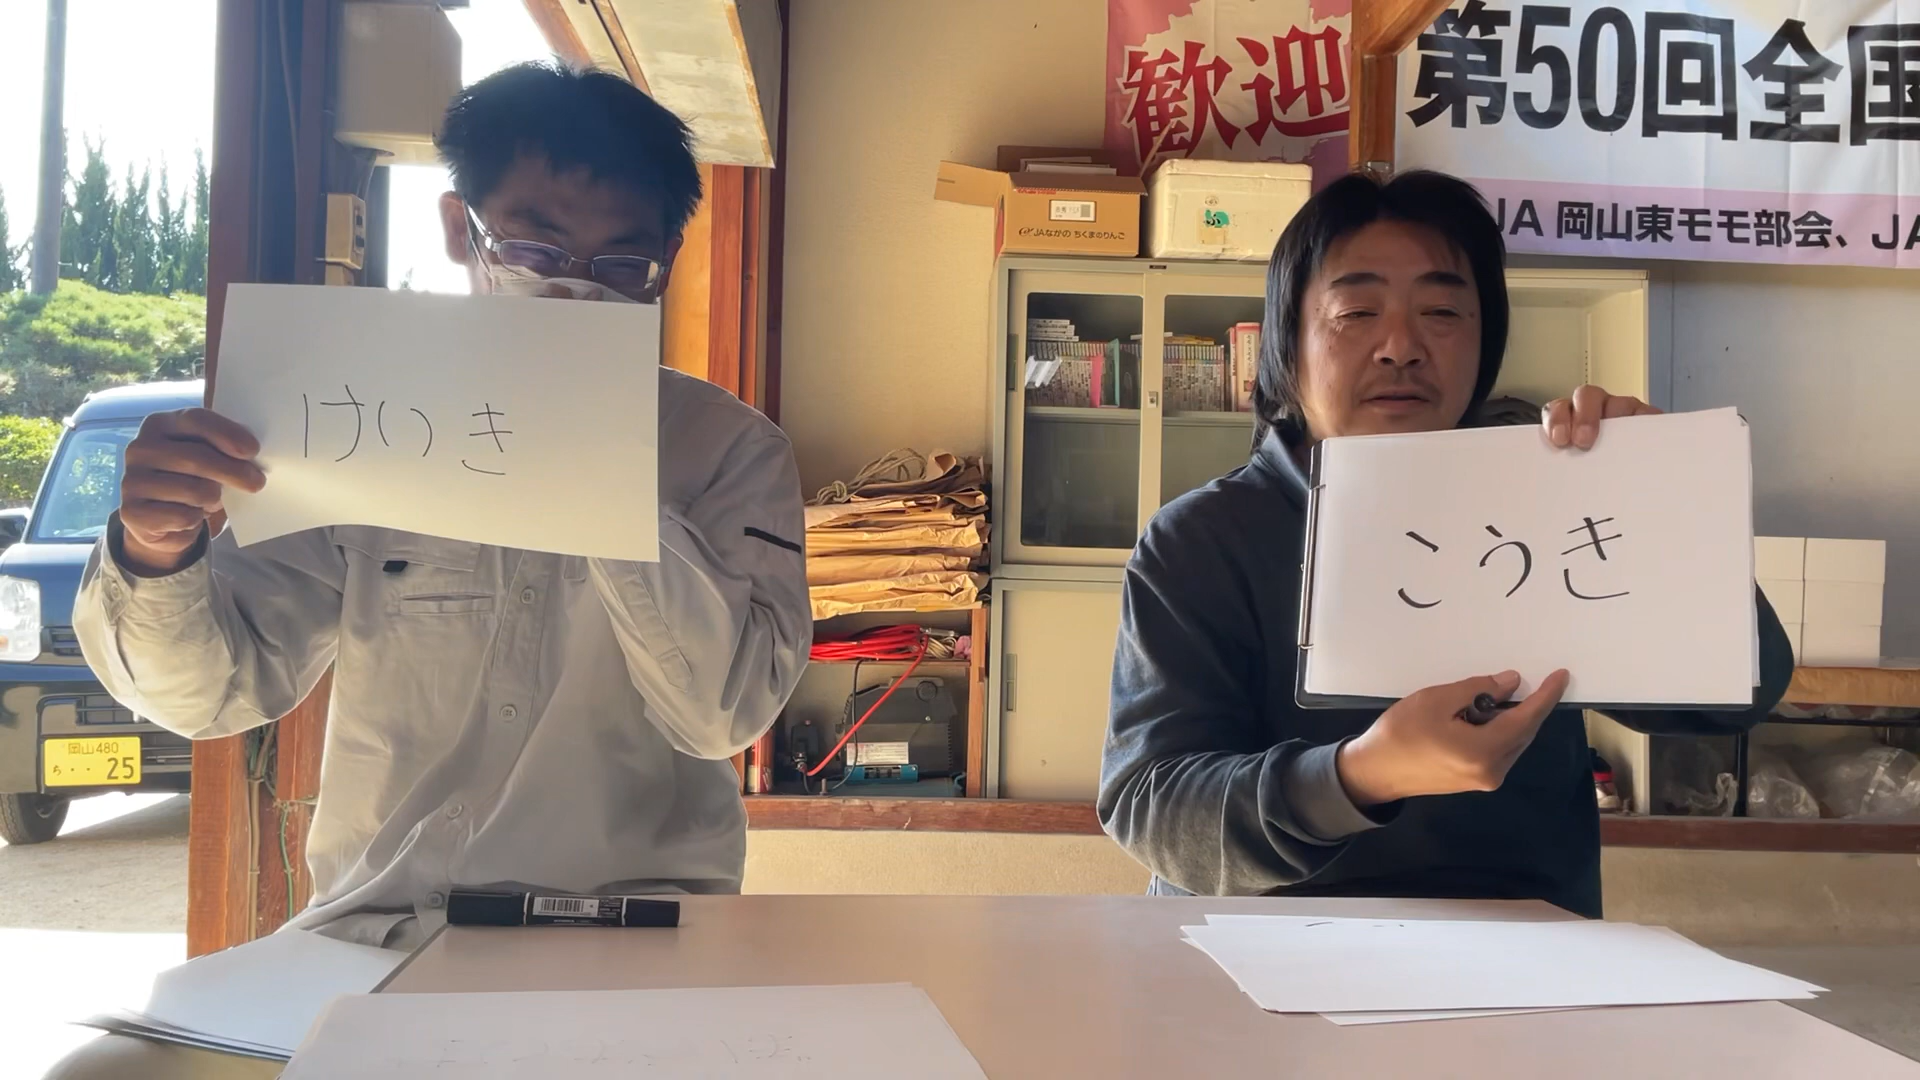 歓迎
第50回全国
JA 岡山東モモ部会、JA
JAながの ちくまのりんご
けいき
こうき
岡山480
ら・・25